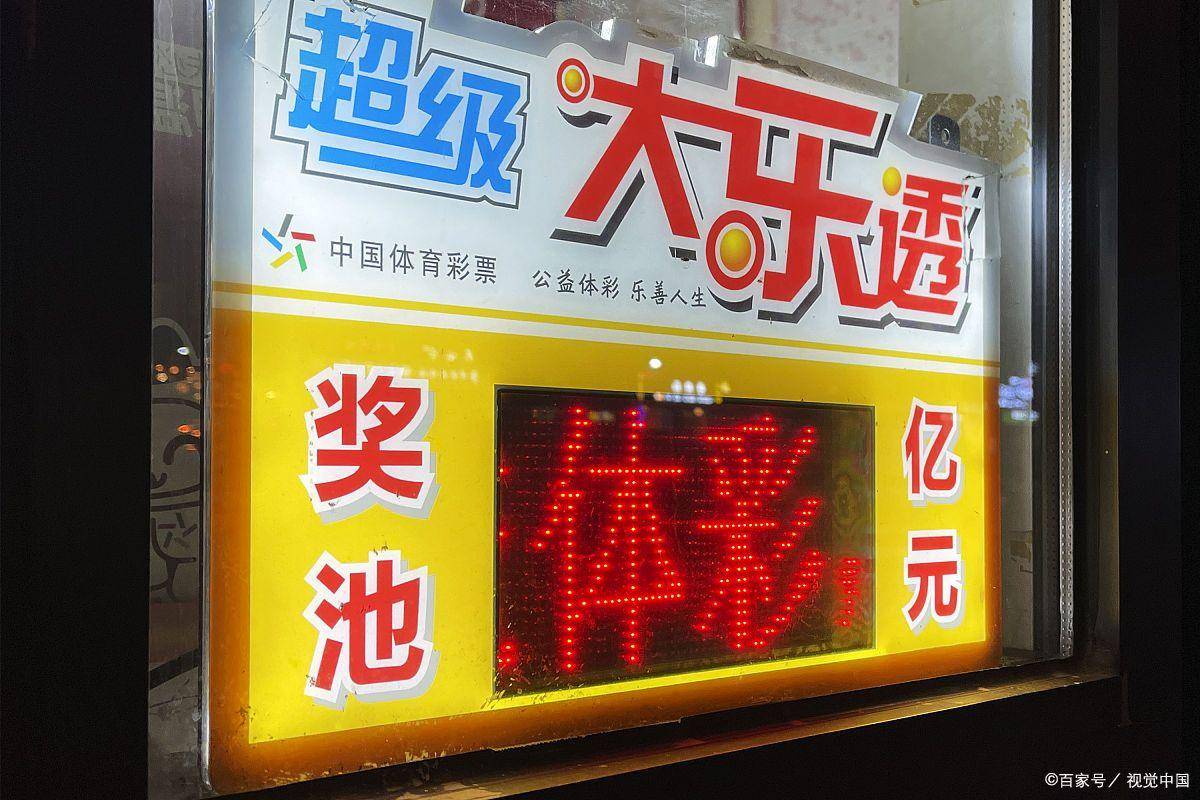 超级大乐透
中国体育彩票 公益体彩 乐善人生
奖池
体彩
亿元
©百家号/视觉中国